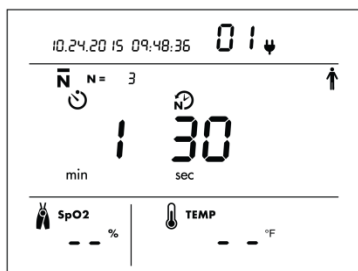 10.24.2015 09:48:36 01
N N = 3
N
1 30
min sec
SpO2 TEMP
-- % -- °F